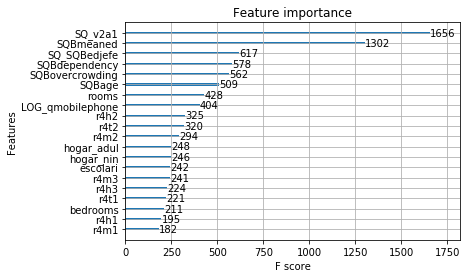 Feature importance
SQ_v2a1 1656
SQBmeaned 1302
SQ_SQBedjefe 617
SQBdependency 578
SQBovercrowding 562
SQBage 509
rooms 428
LOG_qmobilephone 404
r4h2 325
r4t2 320
r4m2 294
hogar_adul 248
hogar_nin 246
escolari 242
r4m3 241
r4h3 224
r4t1 221
bedrooms 211
r4h1 195
r4m1 182
Features
0 250 500 750 1000 1250 1500 1750
F score